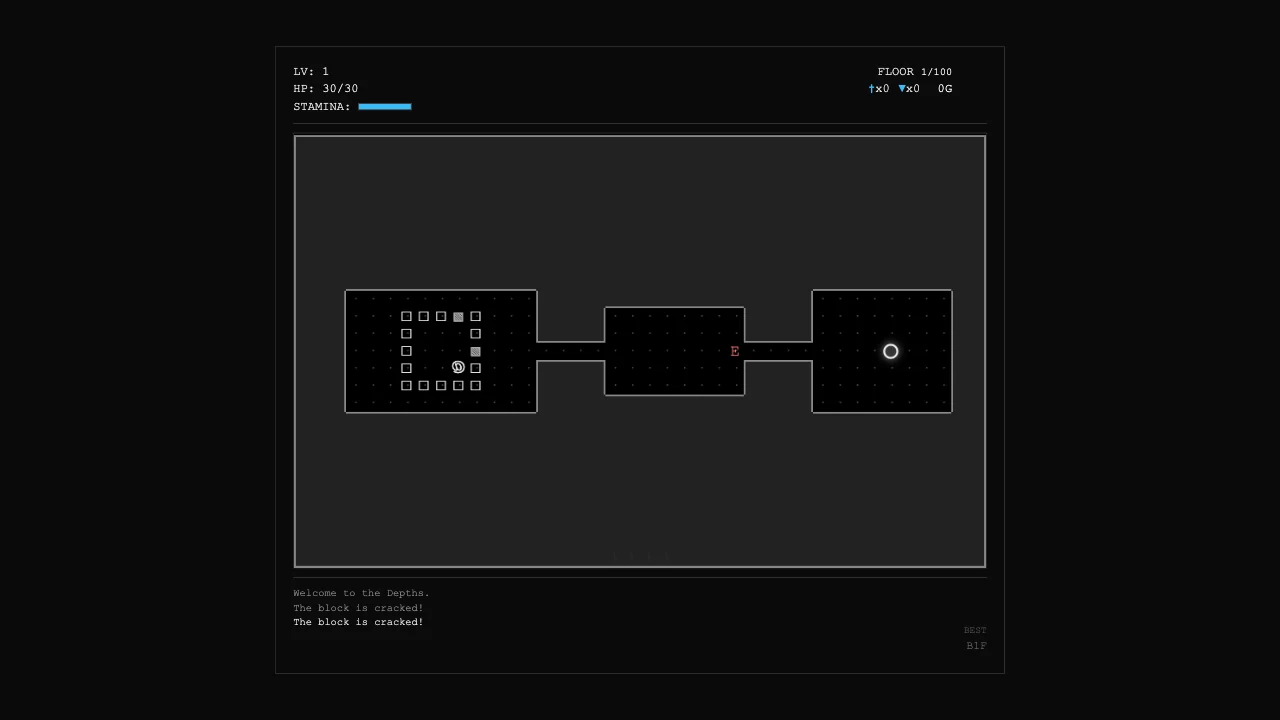 LV: 1
FLOOR 1/100
HP: 30/30
†x0 ▼x0 0G
STAMINA:
E
Welcome to the Depths.
The block is cracked!
The block is cracked!
BEST
B1F